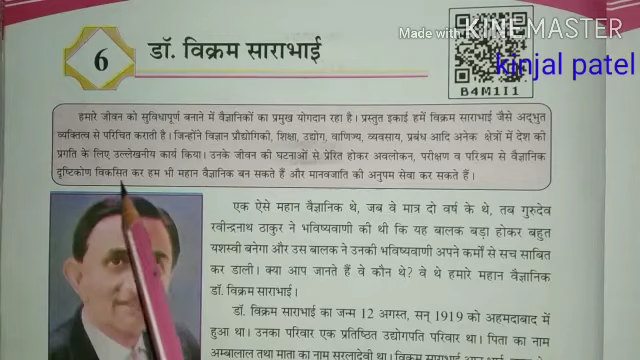 Made with KINEMASTER
kinjal patel
B4M1I1
6
डॉ. विक्रम साराभाई
हमारे जीवन को सुविधापूर्ण बनाने में वैज्ञानिकों का प्रमुख योगदान रहा है। प्रस्तुत इकाई हमें विक्रम साराभाई जैसे अद्भुत
व्यक्तित्व से परिचित कराती है। जिन्होंने विज्ञान प्रौद्योगिकी, शिक्षा, उद्योग, वाणिज्य, व्यवसाय, प्रबंध आदि अनेक क्षेत्रों में देश की
प्रगति के लिए उल्लेखनीय कार्य किया। उनके जीवन की घटनाओं से प्रेरित होकर अवलोकन, परीक्षण व परिश्रम से वैज्ञानिक
दृष्टिकोण विकसित कर हम भी महान वैज्ञानिक बन सकते हैं और मानवजाति की अनुपम सेवा कर सकते हैं।
एक ऐसे महान वैज्ञानिक थे, जब वे मात्र दो वर्ष के थे, तब गुरुदेव
रवीन्द्रनाथ ठाकुर ने भविष्यवाणी की थी कि यह बालक बड़ा होकर बहुत
यशस्वी बनेगा और उस बालक ने उनकी भविष्यवाणी अपने कर्मों से सच साबित
कर डाली। क्या आप जानते हैं वे कौन थे? वे थे हमारे महान वैज्ञानिक
डॉ. विक्रम साराभाई।
डॉ. विक्रम साराभाई का जन्म 12 अगस्त, सन् 1919 को अहमदाबाद में
हुआ था। उनका परिवार एक प्रतिष्ठित उद्योगपति परिवार था। पिता का नाम
अम्बालाल तथा माता का नाम सरलादेवी था। विक्रम साराभाई